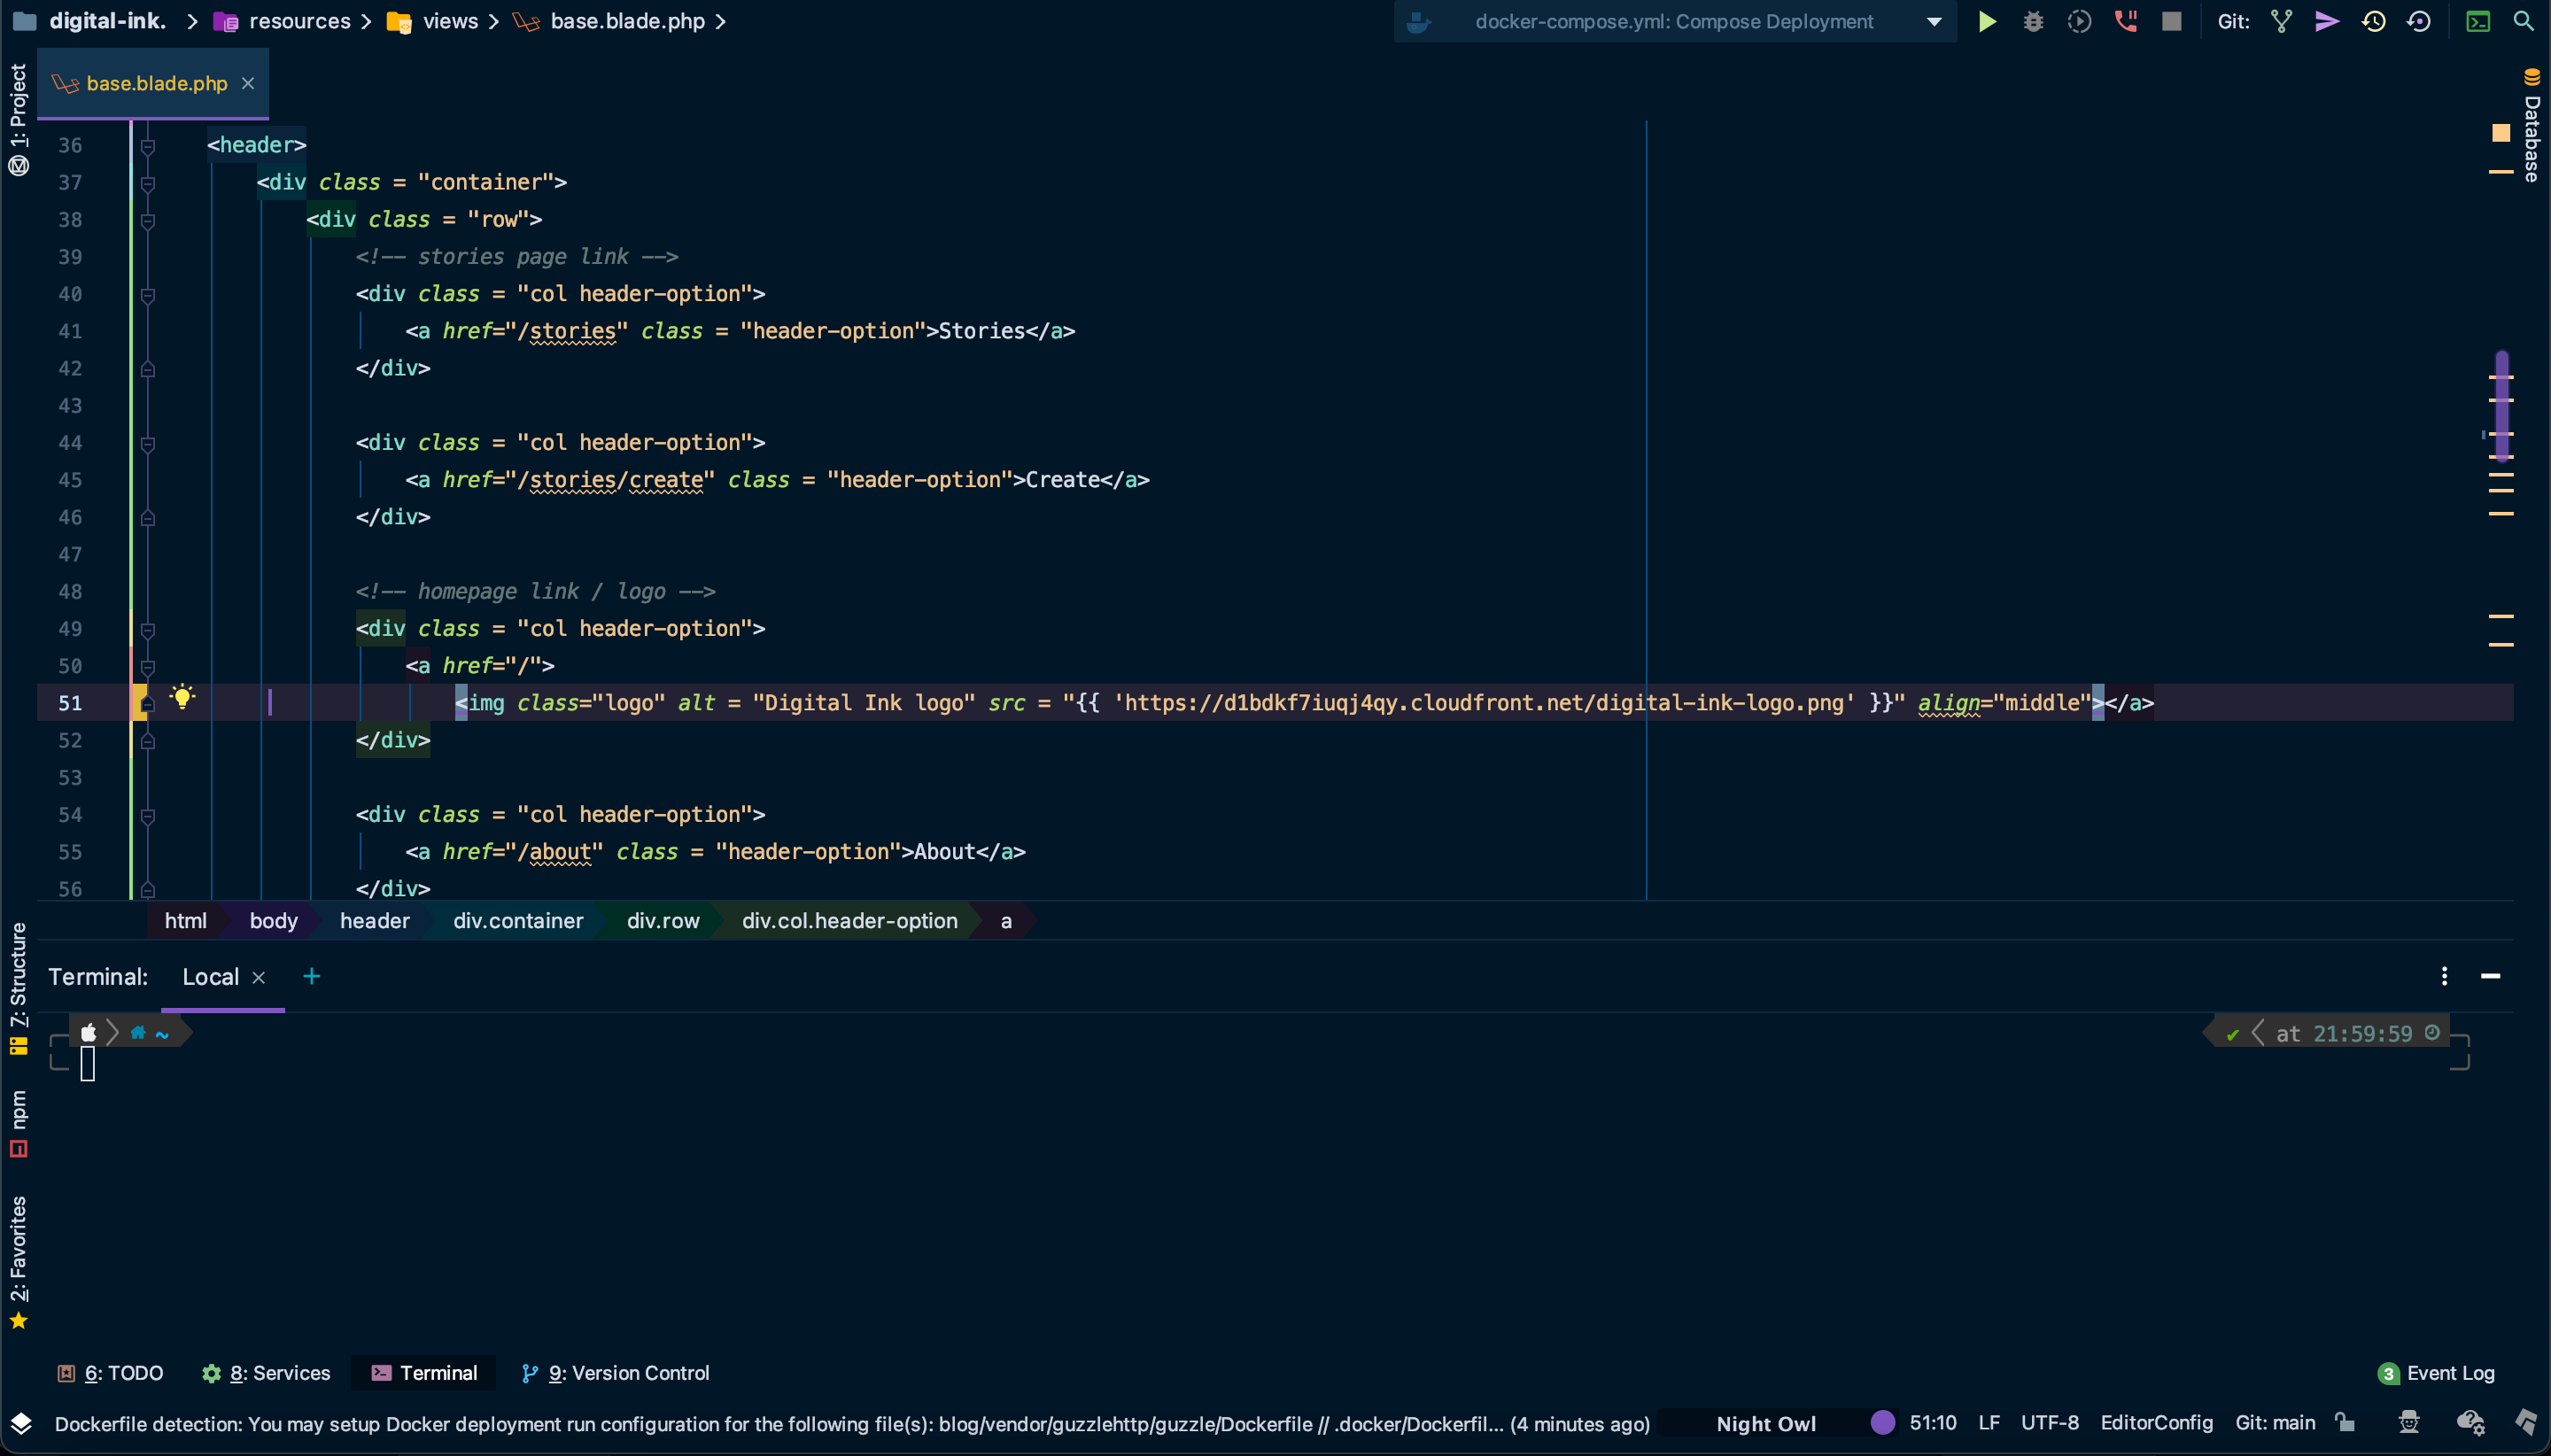 digital-ink. resources views base.blade.php docker-compose.yml: Compose Deployment Git:
1: Project
Database
base.blade.php
36 <header>
37 <div class = "container">
38 <div class = "row">
39 <!-- stories page link -->
40 <div class = "col header-option">
41 <a href="/stories" class = "header-option">Stories</a>
42 </div>
43
44 <div class = "col header-option">
45 <a href="/stories/create" class = "header-option">Create</a>
46 </div>
47
48 <!-- homepage link / logo -->
49 <div class = "col header-option">
50 <a href="/">
51 <img class="logo" alt = "Digital Ink logo" src = "{{ 'https://d1bdkf7iuqj4qy.cloudfront.net/digital-ink-logo.png' }}" align="middle"></a>
52 </div>
53
54 <div class = "col header-option">
55 <a href="/about" class = "header-option">About</a>
56 </div>
html body header div.container div.row div.col.header-option a
7: Structure
npm
2: Favorites
Terminal: Local +
~ at 21:59:59
6: TODO 8: Services Terminal 9: Version Control 3 Event Log
Dockerfile detection: You may setup Docker deployment run configuration for the following file(s): blog/vendor/guzzlehttp/guzzle/Dockerfile // .docker/Dockerfil... (4 minutes ago) Night Owl 51:10 LF UTF-8 EditorConfig Git: main